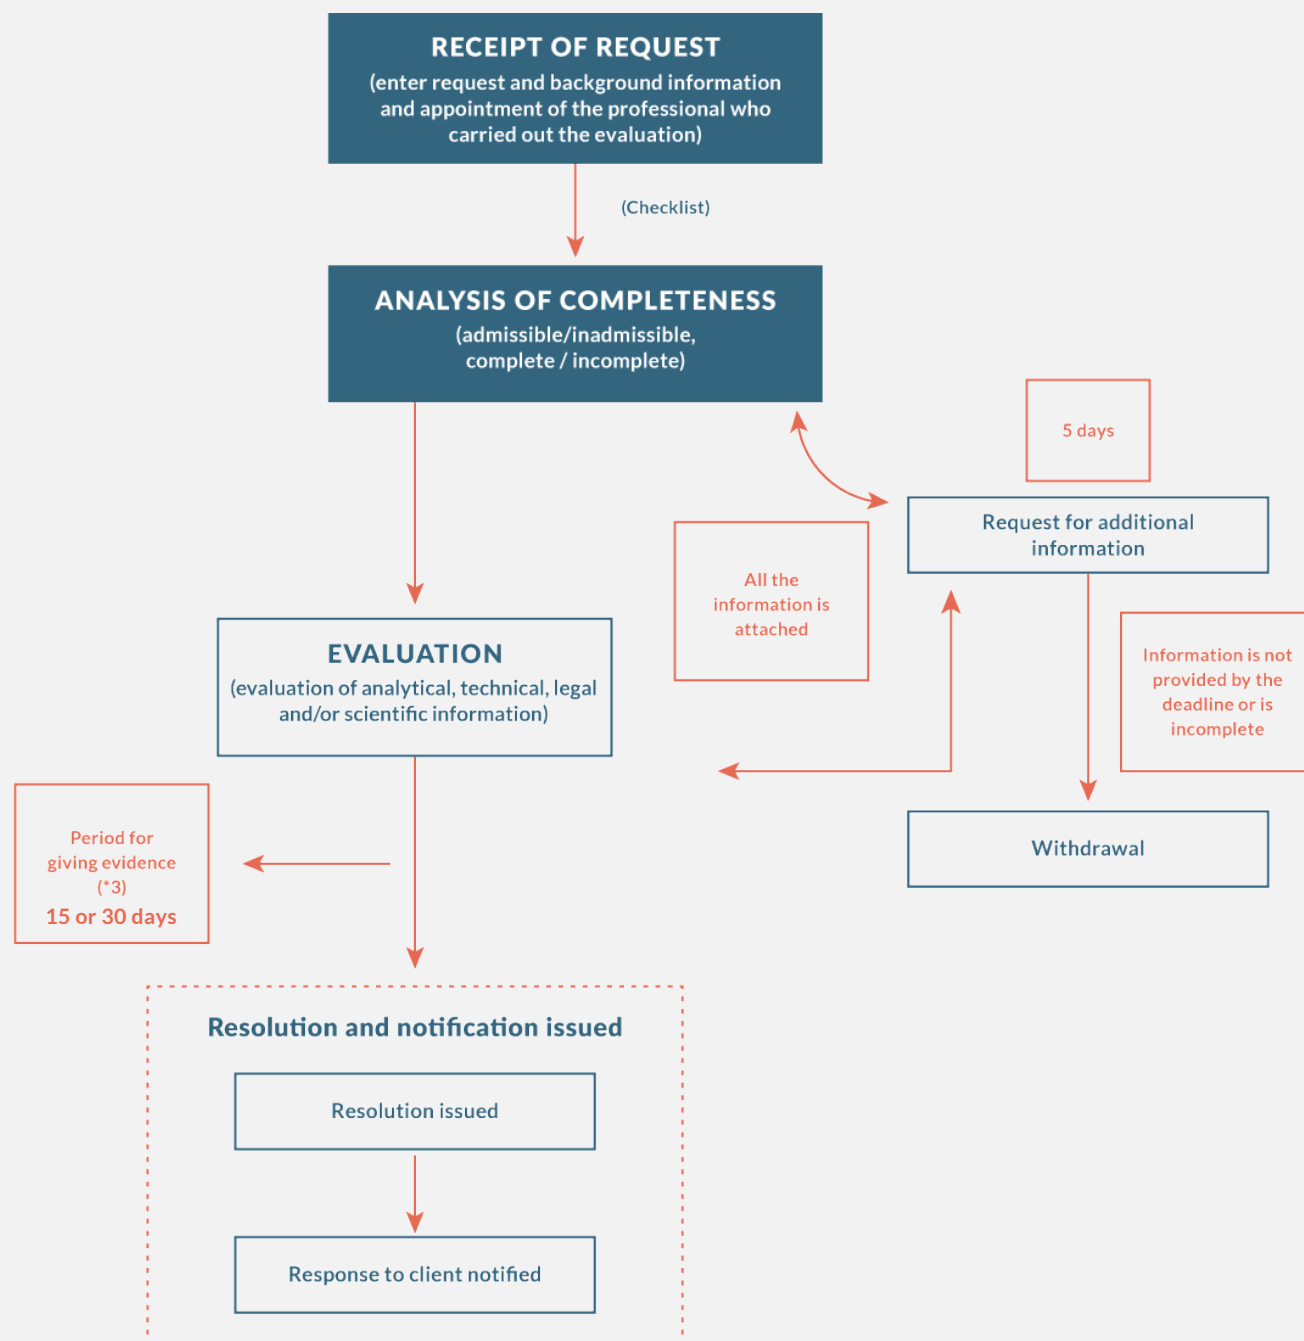 RECEIPT OF REQUEST
(enter request and background information
and appointment of the professional who
carried out the evaluation)
(Checklist)
ANALYSIS OF COMPLETENESS
(admissible/inadmissible,
complete / incomplete)
5 days
Request for additional
information
All the
information is
attached
Information is not
provided by the
deadline or is
incomplete
EVALUATION
(evaluation of analytical, technical, legal
and/or scientific information)
Withdrawal
Period for
giving evidence
(*3)
15 or 30 days
Resolution and notification issued
Resolution issued
Response to client notified